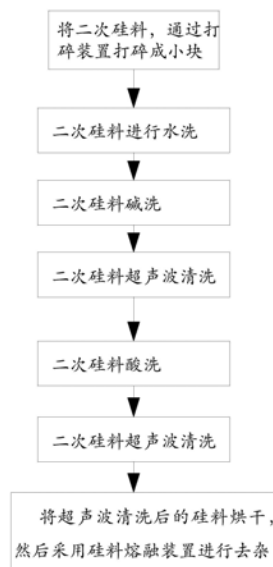 将二次硅料，通过打
碎装置打碎成小块
二次硅料进行水洗
二次硅料碱洗
二次硅料超声波清洗
二次硅料酸洗
二次硅料超声波清洗
将超声波清洗后的硅料烘干，
然后采用硅料熔融装置进行去杂